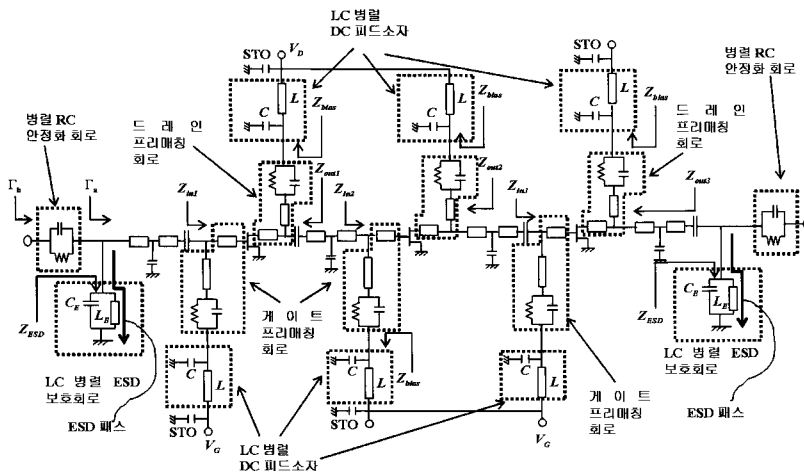 LC 병렬
DC 피드소자
STO
V_D
STO
병렬 RC
안정화 회로
L
C
Z_bias
L
C
Z_bias
L
C
Z_bias
병렬 RC
안정화 회로
드 레 인
프리매칭
회로
드 레 인
프리매칭
회로
Γ_b
Γ_a
Z_in1
Z_out1
Z_in2
Z_out2
Z_in3
Z_out3
C_E
L_E
Z_ESD
LC 병렬 ESD
보호회로
ESD 패스
게 이 트
프리매칭
회로
Z_bias
게 이 트
프리매칭
회로
Z_ESD
C_E
L_E
LC 병렬 ESD
보호회로
ESD 패스
C
L
C
L
C
L
STO
V_G
LC 병렬
DC 피드소자
STO
V_G